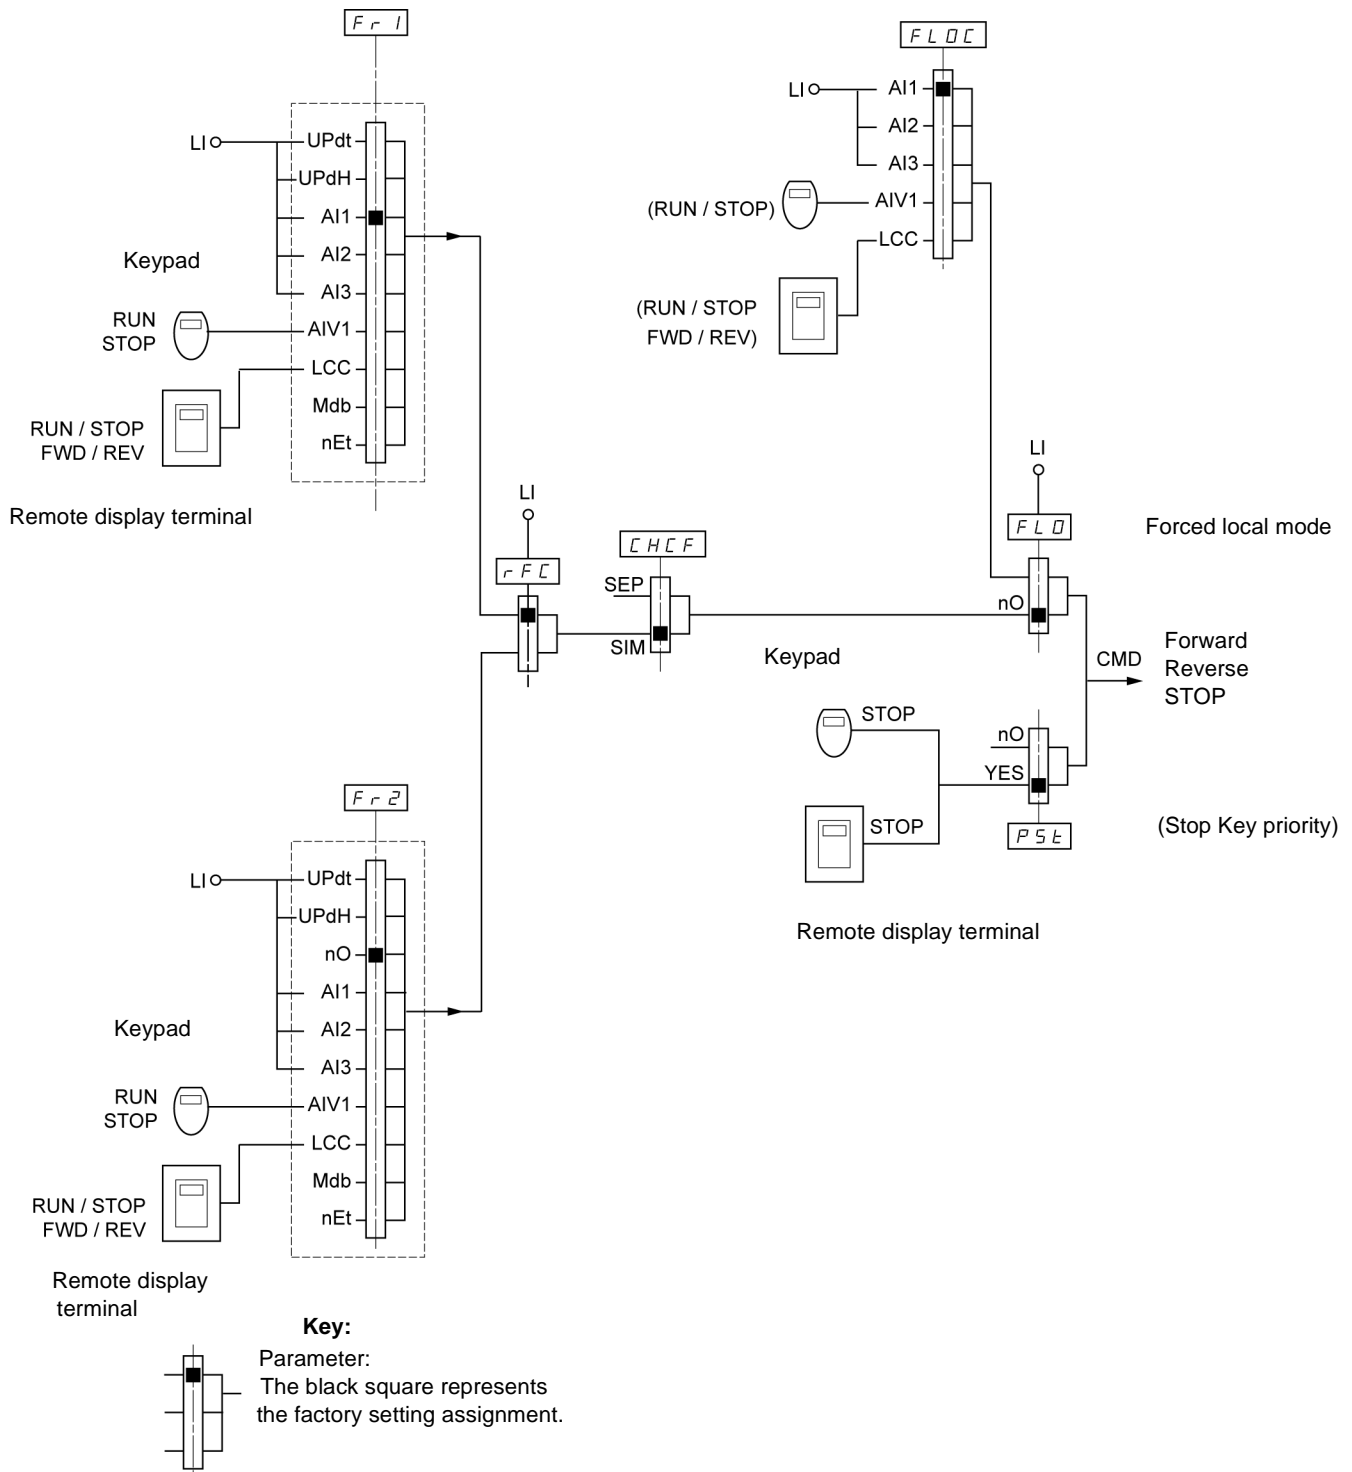 Fr1
LI
UPdt
UPdH
AI1
AI2
AI3
AIV1
LCC
Mdb
nEt
Keypad
RUN
STOP
RUN / STOP
FWD / REV
Remote display terminal
FLOC
LI
AI1
AI2
AI3
AIV1
LCC
(RUN / STOP)
(RUN / STOP
FWD / REV)
LI
rFC
CHCF
SEP
SIM
LI
FLO
nO
Forced local mode
Keypad
CMD
Forward
Reverse
STOP
STOP
STOP
nO
YES
PSt
(Stop Key priority)
Remote display terminal
Fr2
LI
UPdt
UPdH
nO
AI1
AI2
AI3
AIV1
LCC
Mdb
nEt
Keypad
RUN
STOP
RUN / STOP
FWD / REV
Remote display
terminal
Key:
Parameter:
The black square represents
the factory setting assignment.